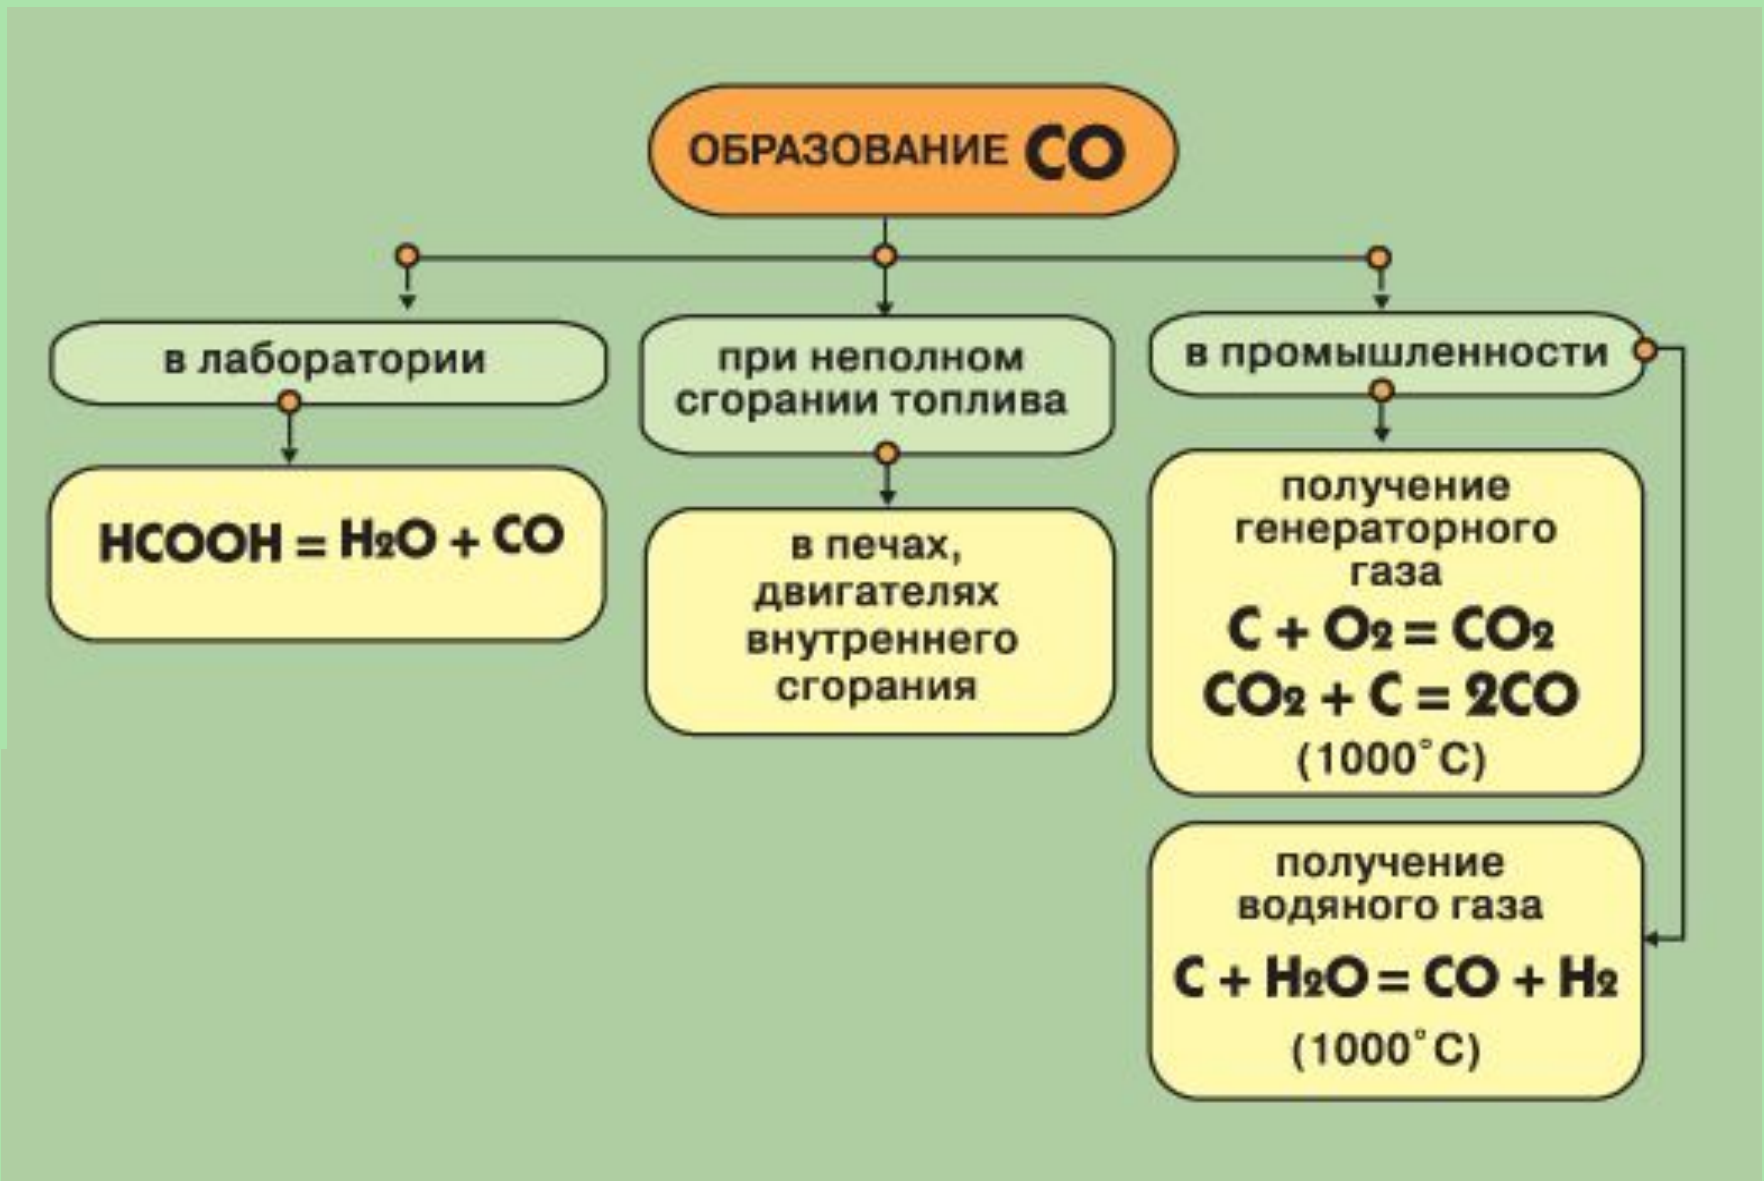 ОБРАЗОВАНИЕ CO
в лаборатории
HCOOH = H₂O + CO
при неполном
сгорании топлива
в печах,
двигателях
внутреннего
сгорания
в промышленности
получение
генераторного
газа
C + O₂ = CO₂
CO₂ + C = 2CO
(1000°C)
получение
водяного газа
C + H₂O = CO + H₂
(1000°C)